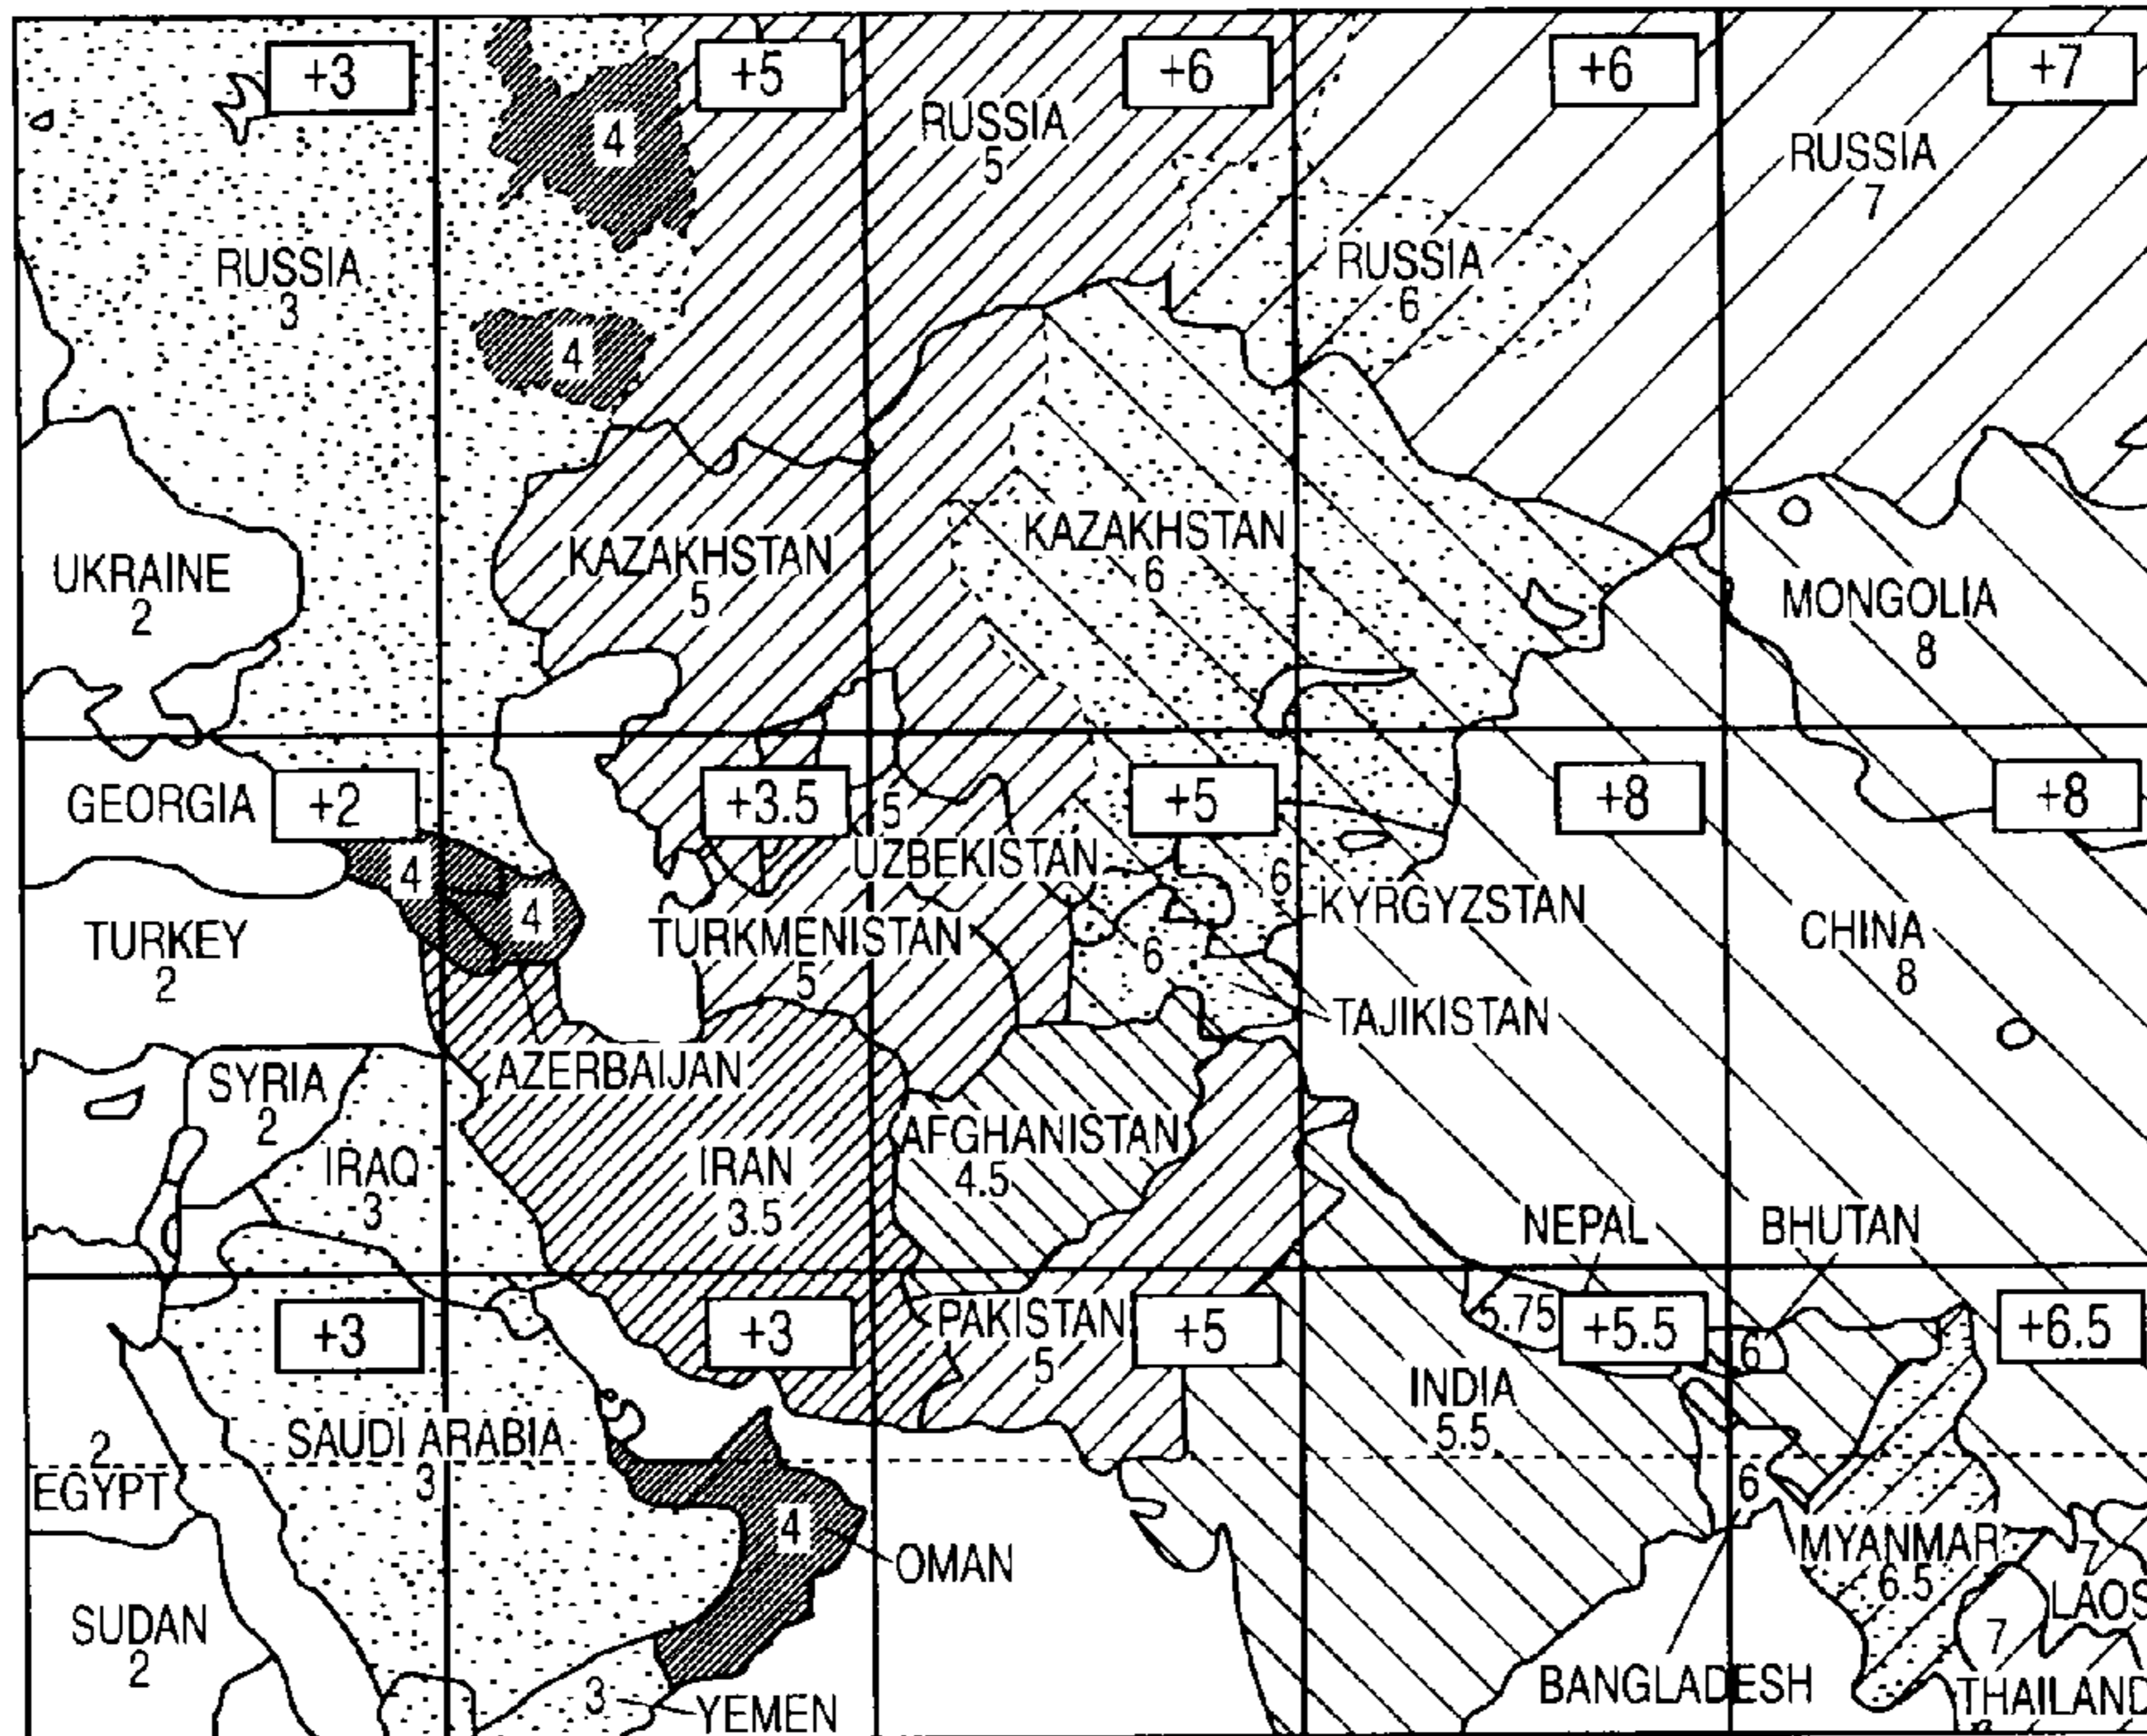 +3
+5
+6
+6
+7
4
RUSSIA
5
RUSSIA
7
RUSSIA
3
RUSSIA
6
4
UKRAINE
2
KAZAKHSTAN
5
KAZAKHSTAN
6
MONGOLIA
8
GEORGIA
+2
+3.5
5
+5
+8
+8
4
UZBEKISTAN
6
KYRGYZSTAN
4
TURKEY
2
TURKMENISTAN
5
6
CHINA
8
TAJIKISTAN
SYRIA
2
AZERBAIJAN
IRAQ
3
IRAN
3.5
AFGHANISTAN
4.5
NEPAL
BHUTAN
+3
+3
PAKISTAN
5
+5
5.75
+5.5
6
+6.5
INDIA
5.5
2
EGYPT
SAUDI ARABIA
3
6
4
OMAN
MYANMAR
6.5
7
LAOS
SUDAN
2
7
3
YEMEN
BANGLADESH
THAILAND